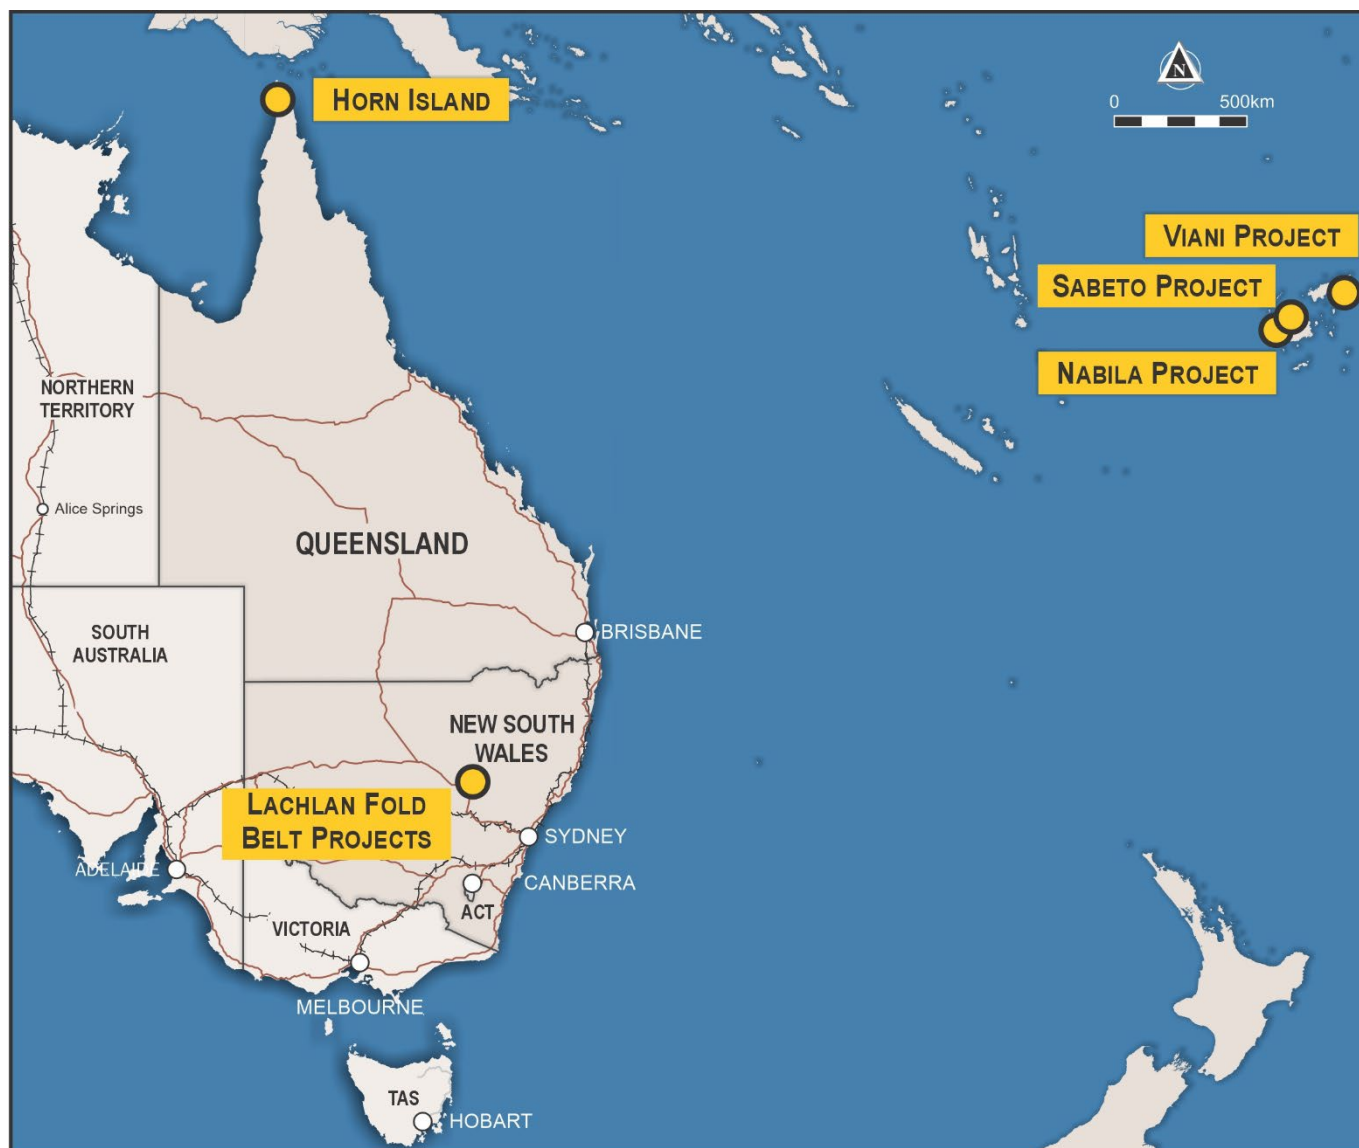 HORN ISLAND
N
0 500km
VIANI PROJECT
SABETO PROJECT
NABILA PROJECT
NORTHERN
TERRITORY
Alice Springs
QUEENSLAND
SOUTH
AUSTRALIA
BRISBANE
NEW SOUTH
WALES
LACHLAN FOLD
BELT PROJECTS
SYDNEY
ADELAIDE
CANBERRA
ACT
VICTORIA
MELBOURNE
TAS
HOBART